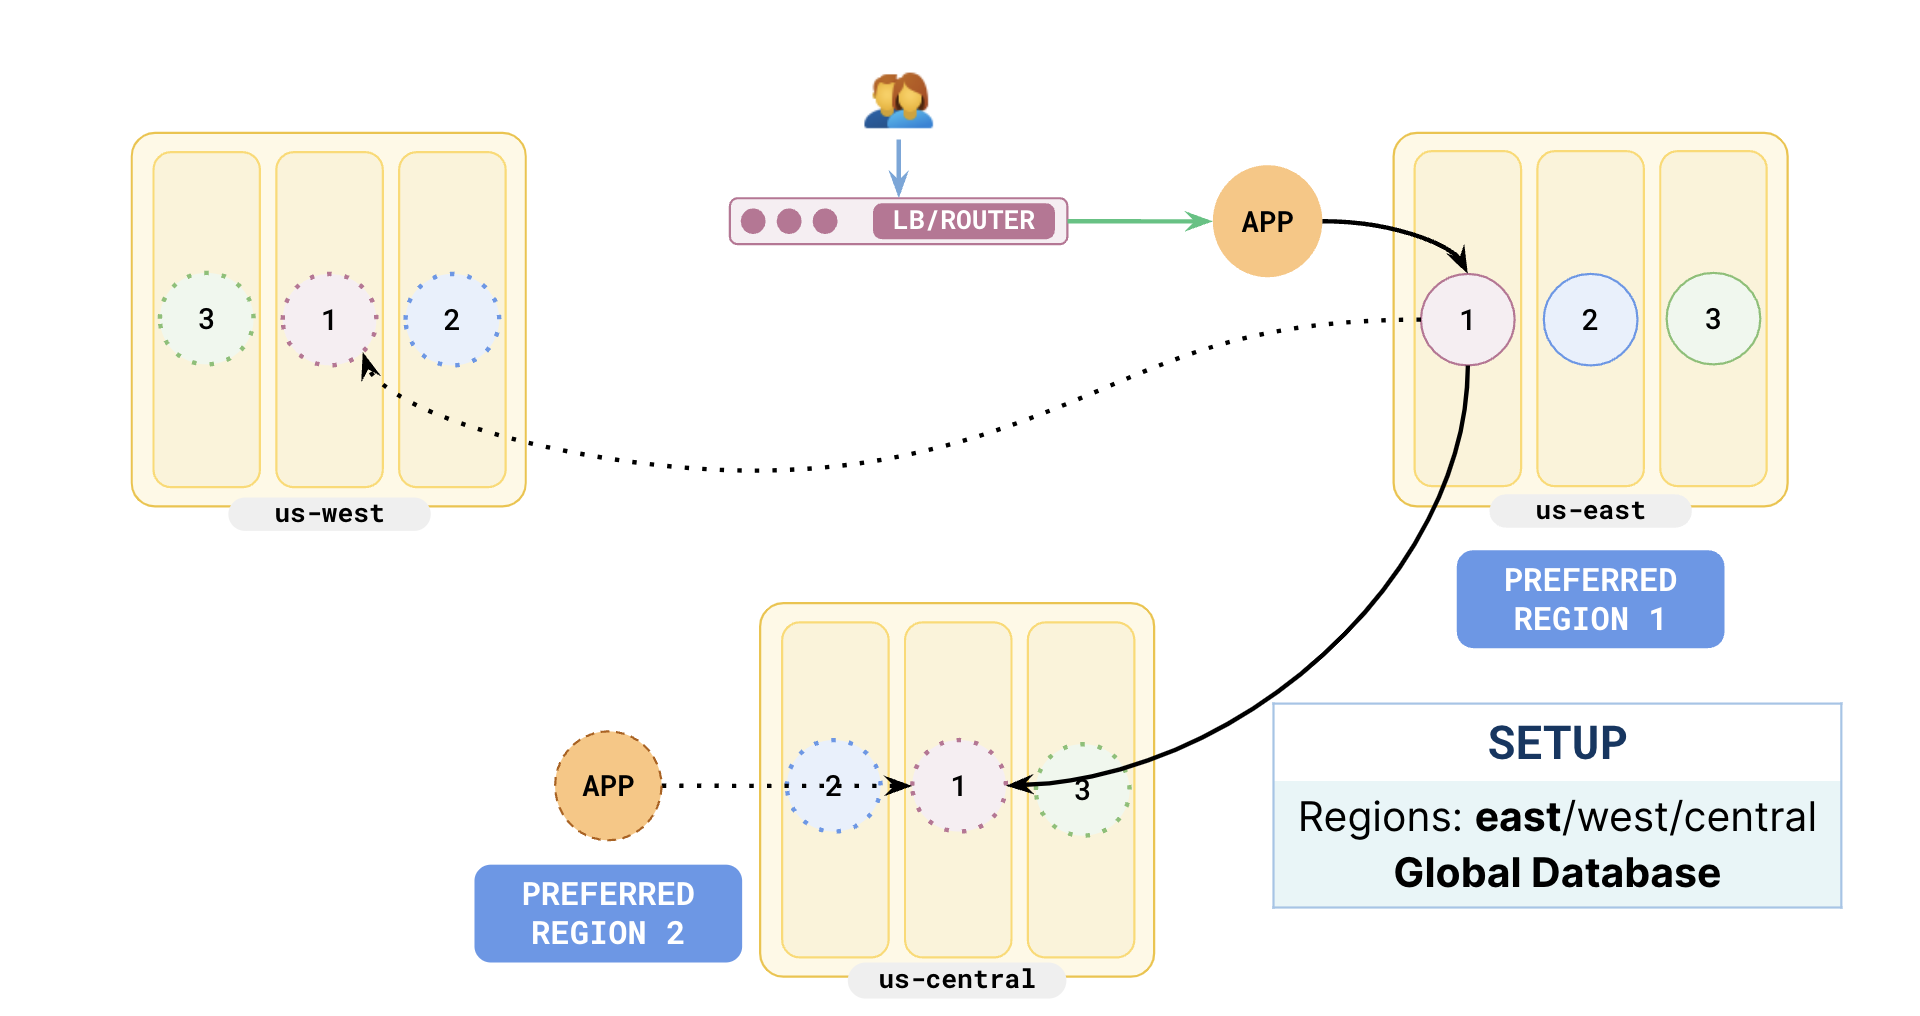 LB/ROUTER
APP
3
1
2
1
2
3
us-west
us-east
PREFERRED
REGION 1
APP
2
1
3
PREFERRED
REGION 2
us-central
SETUP
Regions: east/west/central
Global Database